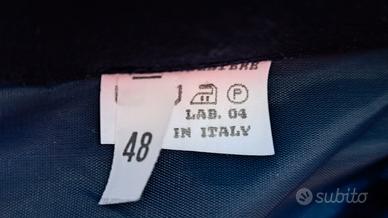 P
LAB. 04
48
IN ITALY
subito